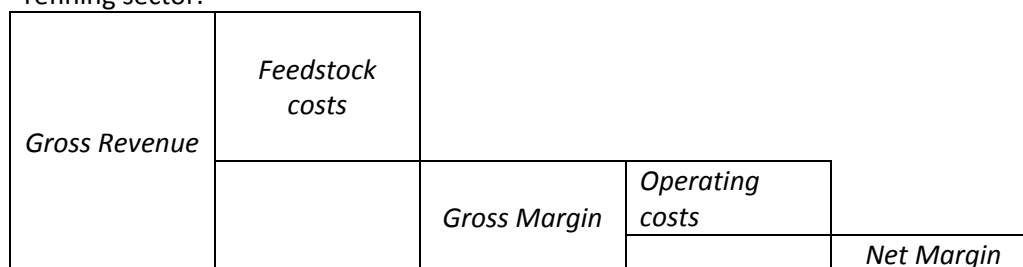 refining sector.
Feedstock
costs
Gross Revenue
Operating
Gross Margin
costs
Net Margin